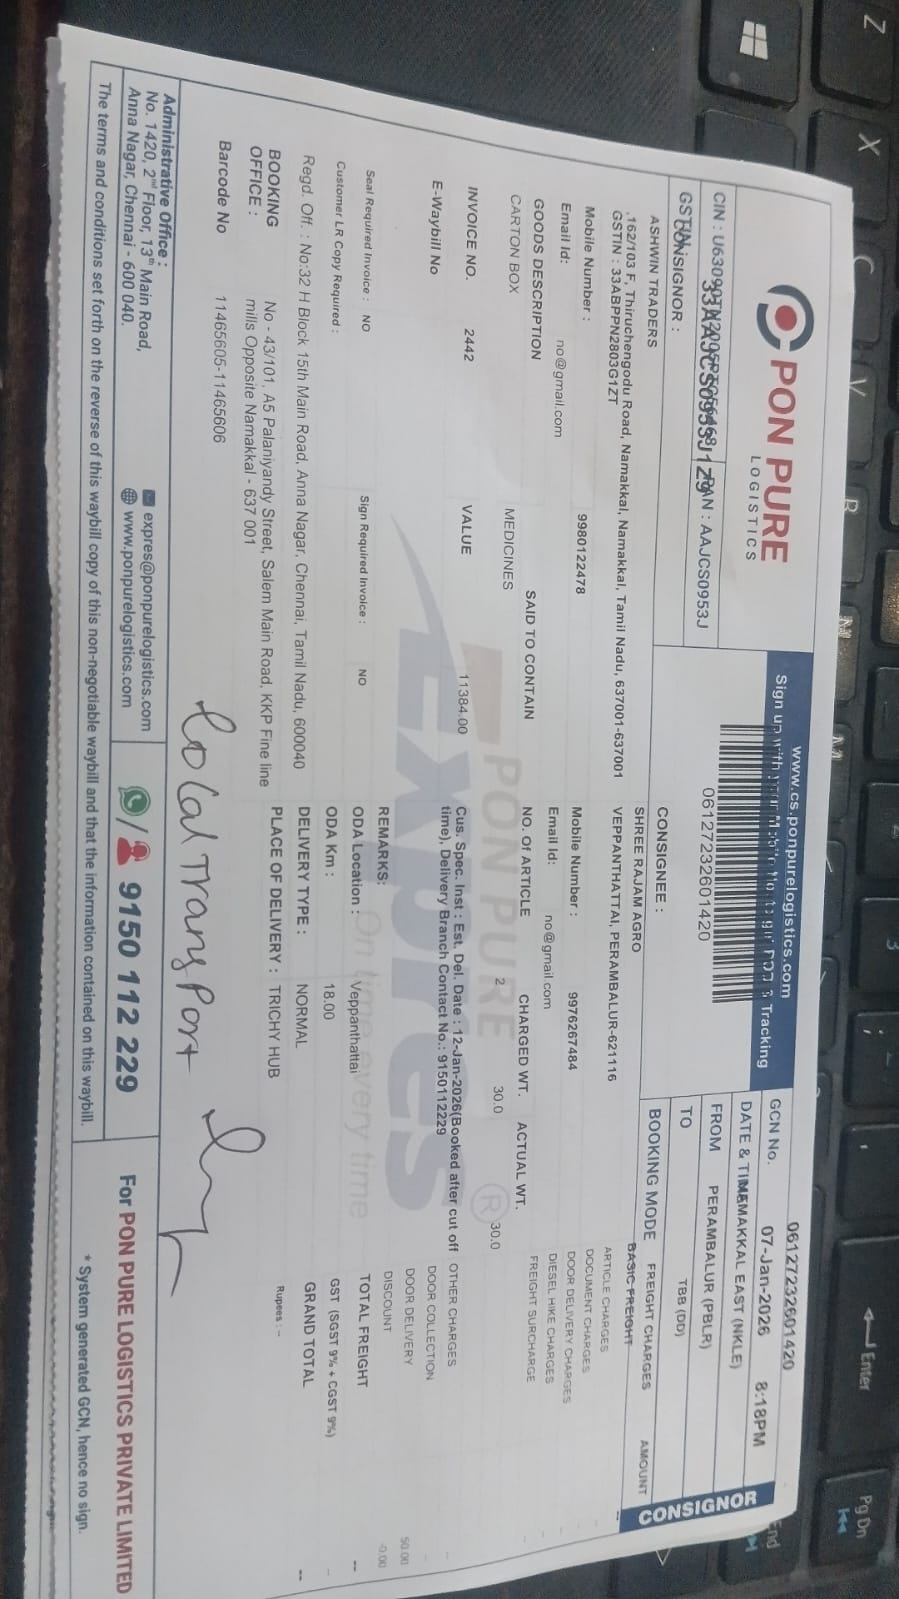 PON PURE
LOGISTICS
CIN : U63090TN2005PTC56468 PAN : AAJCS0953J
GSTIN : 33AAJCS0953J1Z9
www.cs.ponpurelogistics.com
Sign up with your Mobile No. to get POD & Tracking
06127232601420
GCN No. 06127232601420
DATE & TIME 07-Jan-2026 8:18PM
FROM NAMAKKAL EAST (NKLE)
TO PERAMBALUR (PBLR)
BOOKING MODE TBB (DD)
CONSIGNOR
CONSIGNOR :
ASHWIN TRADERS
,162/103 F, Thiruchengodu Road, Namakkal, Namakkal, Tamil Nadu, 637001-637001
GSTIN : 33ABPPN2803G1ZT
Mobile Number : 9980122478
Email Id: no@gmail.com
CONSIGNEE :
SHREE RAJAM AGRO
VEPPANTHATTAI, PERAMBALUR-621116
Mobile Number : 9976267484
Email Id: no@gmail.com
GOODS DESCRIPTION SAID TO CONTAIN NO. Of ARTICLE CHARGED WT. ACTUAL WT.
CARTON BOX MEDICINES 2 30.0 30.0
INVOICE NO. 2442 VALUE 11384.00
E-Waybill No
Cus. Spec. Inst : Est. Del. Date : 12-Jan-2026(Booked after cut off
time), Delivery Branch Contact No.: 9150112229
REMARKS:
Seal Required Invoice : NO Sign Required Invoice : NO
Customer LR Copy Required :
ODA Location : Veppanthattai
ODA Km : 18.00
DELIVERY TYPE : NORMAL
PLACE OF DELIVERY : TRICHY HUB
Regd. Off. : No:32 H Block 15th Main Road, Anna Nagar, Chennai, Tamil Nadu, 600040
BOOKING
OFFICE :
No - 43/101, A5 Palaniyandy Street, Salem Main Road, KKP Fine line
mills Opposite Namakkal - 637 001
Barcode No 11465605-11465606
FREIGHT CHARGES AMOUNT
BASIC FREIGHT --
ARTICLE CHARGES
DOCUMENT CHARGES
DOOR DELIVERY CHARGES
DIESEL HIKE CHARGES
FREIGHT SURCHARGE
OTHER CHARGES
DOOR COLLECTION
DOOR DELIVERY 50.00
DISCOUNT -0.00
TOTAL FREIGHT --
GST (SGST 9% + CGST 9%)
GRAND TOTAL --
Rupees : --
PON PURE
Expres
On time every time
Local Transport
Administrative Office :
No. 1420, 2nd Floor, 13th Main Road,
Anna Nagar, Chennai - 600 040.
expres@ponpurelogistics.com
www.ponpurelogistics.com
9150 112 229
For PON PURE LOGISTICS PRIVATE LIMITED
The terms and conditions set forth on the reverse of this waybill copy of this non-negotiable waybill and that the information contained on this waybill.
* System generated GCN, hence no sign.
Z
X
C
V
B
M
Enter
Pg Dn
End